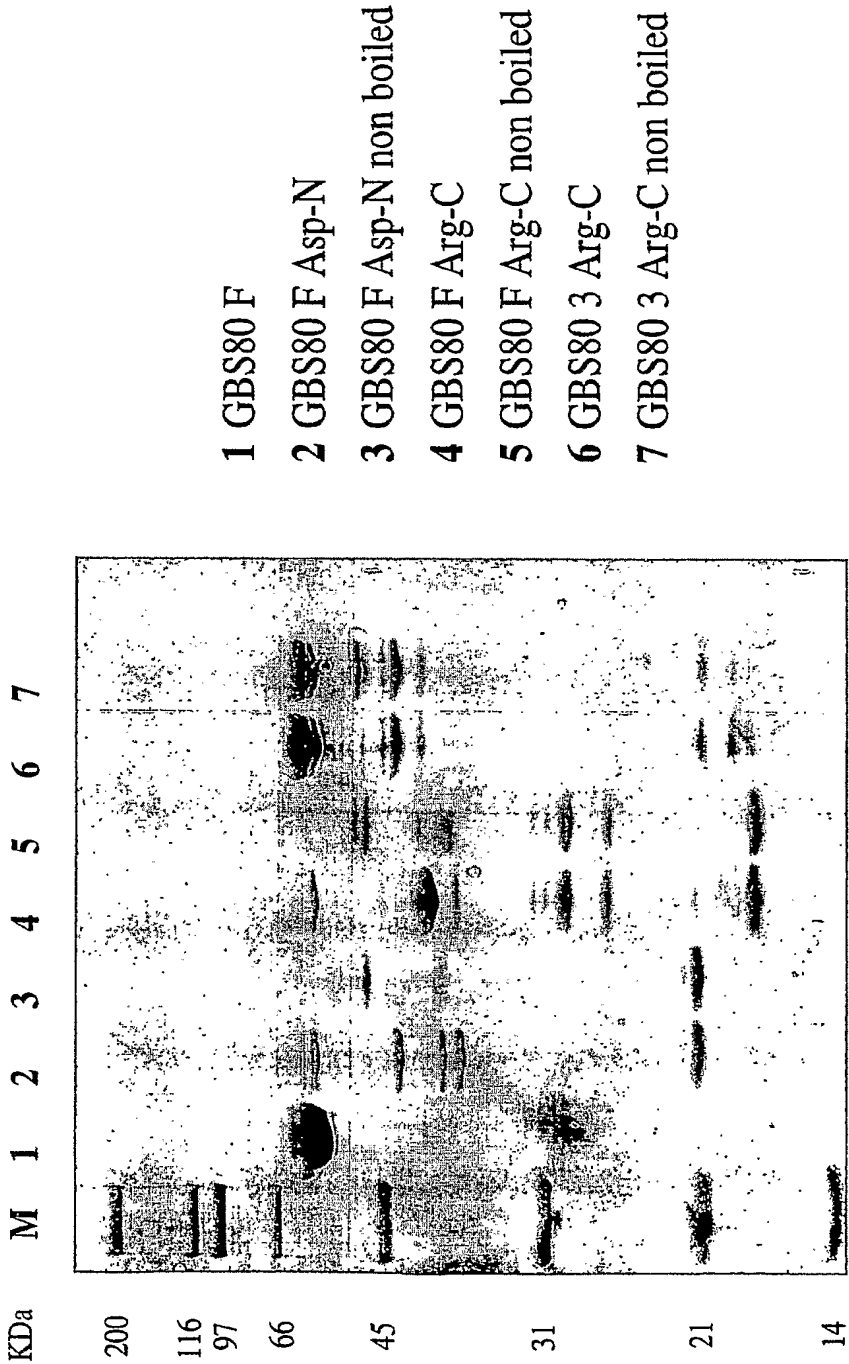 KDa M 1 2 3 4 5 6 7
200
116
97
66
45
31
21
14
1 GBS80 F
2 GBS80 F Asp-N
3 GBS80 F Asp-N non boiled
4 GBS80 F Arg-C
5 GBS80 F Arg-C non boiled
6 GBS80 3 Arg-C
7 GBS80 3 Arg-C non boiled